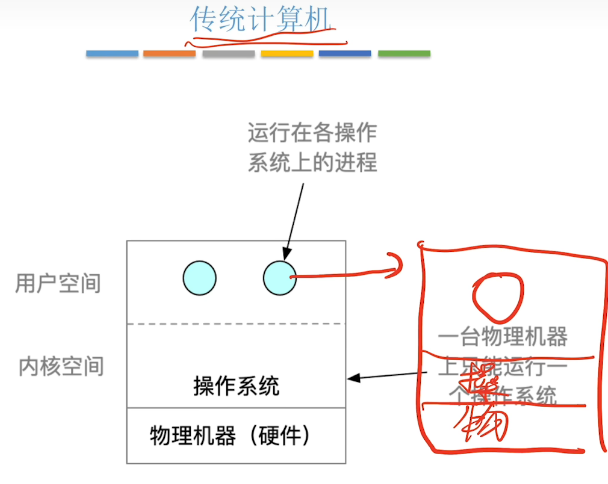 传统计算机
运行在各操作
系统上的进程
用户空间
一台物理机器
内核空间
上只能运行一
个操作系统
操作系统
物理机器（硬件）
操
物